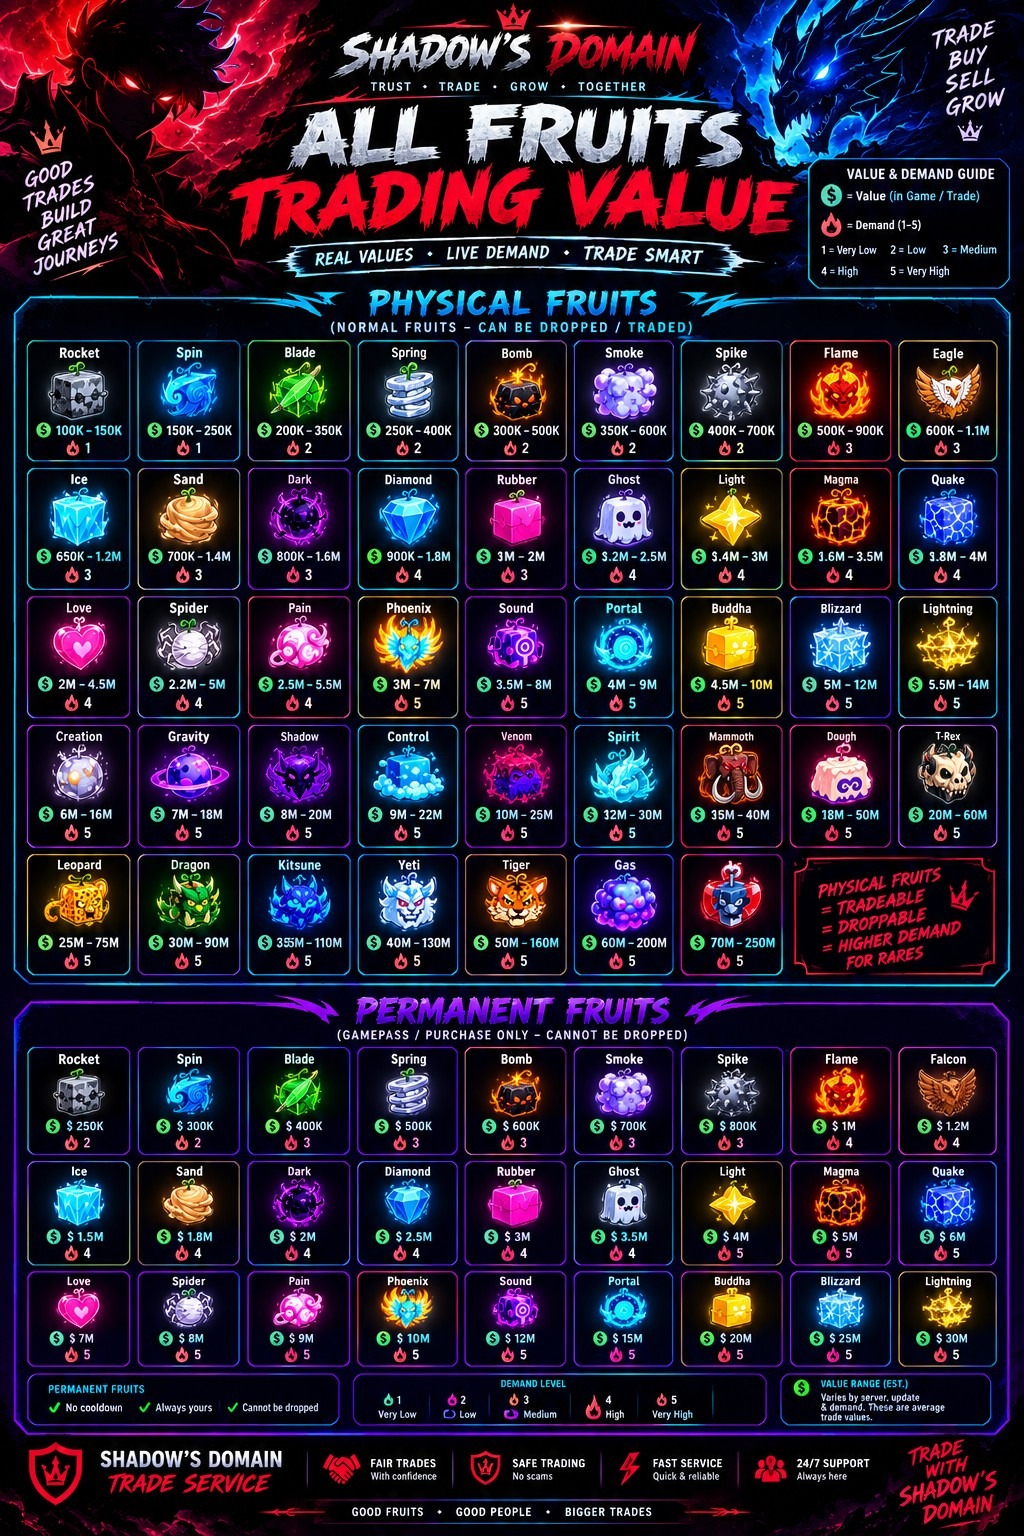 SHADOW'S DOMAIN
TRUST • TRADE • GROW • TOGETHER
ALL FRUITS
TRADING VALUE
REAL VALUES • LIVE DEMAND • TRADE SMART
GOOD
TRADES
BUILD
GREAT
JOURNEYS
TRADE
BUY
SELL
GROW
VALUE & DEMAND GUIDE
$ = Value (in Game / Trade)
= Demand (1-5)
1 = Very Low 2 = Low 3 = Medium
4 = High 5 = Very High
PHYSICAL FRUITS
(NORMAL FRUITS – CAN BE DROPPED / TRADED)
Rocket Spin Blade Spring Bomb Smoke Spike Flame Eagle
$ 100K – 150K $ 150K – 250K $ 200K – 350K $ 250K – 400K $ 300K – 500K $ 350K – 600K $ 400K – 700K $ 500K – 900K $ 600K – 1.1M
1 1 2 2 2 2 3 3
Ice Sand Dark Diamond Rubber Ghost Light Magma Quake
$ 650K – 1.2M $ 700K – 1.4M $ 800K – 1.6M $ 900K – 1.8M $ – 2M $ .2M – 2.5M $ .4M – 3M $ .6M – 3.5M $ .8M – 4M
3 3 3 4 3 4 4 4 4
Love Spider Pain Phoenix Sound Portal Buddha Blizzard Lightning
$ 2M – 4.5M $ 2.2M – 5M $ 2.5M – 5.5M $ 3M – 7M $ 3.5M – 8M $ 4M – 9M $ 4.5M – 10M $ 5M – 12M $ 5.5M – 14M
4 4 4 5 5 5 5 5 5
Creation Gravity Shadow Control Venom Spirit Mammoth Dough T-Rex
$ 6M – 16M $ 7M – 18M $ 8M – 20M $ 9M – 22M $ 10M – 25M $ – 30M $ – 40M $ 18M – 50M $ 20M – 60M
5 5 5 5 5 5 5 5 5
Leopard Dragon Kitsune Yeti Tiger Gas
$ 25M – 75M $ 30M – 90M $ – 110M $ 40M – 130M $ 50M – 160M $ 60M – 200M $ 70M – 250M
5 5 5 5 5 5 5
PHYSICAL FRUITS
= TRADEABLE
= DROPPABLE
= HIGHER DEMAND
FOR RARES
PERMANENT FRUITS
(GAMEPASS / PURCHASE ONLY – CANNOT BE DROPPED)
Rocket Spin Blade Spring Bomb Smoke Spike Flame Falcon
$ $ 250K $ $ 300K $ $ 400K $ $ 500K $ $ 600K $ $ 700K $ $ 800K $ $ 1M $ $ 1.2M
2 2 3 3 3 3 3 4 4
Ice Sand Dark Diamond Rubber Ghost Light Magma Quake
$ $ 1.5M $ $ 1.8M $ $ 2M $ $ 2.5M $ $ 3M $ $ 3.5M $ $ 4M $ $ 5M $ $ 6M
4 4 4 4 4 4 5 5 5
Love Spider Pain Phoenix Sound Portal Buddha Blizzard Lightning
$ $ 7M $ $ 8M $ $ 9M $ $ 10M $ $ 12M $ $ 15M $ $ 20M $ $ 25M $ $ 30M
5 5 5 5 5 5 5 5 5
PERMANENT FRUITS
No cooldown Always yours Cannot be dropped
DEMAND LEVEL
1 2 3 4 5
Very Low Low Medium High Very High
$ VALUE RANGE (EST.)
Varies by server, update
& demand. These are average
trade values.
SHADOW'S DOMAIN
TRADE SERVICE
FAIR TRADES
With confidence
SAFE TRADING
No scams
FAST SERVICE
Quick & reliable
24/7 SUPPORT
Always here
TRADE
WITH
SHADOW'S
DOMAIN
GOOD FRUITS • GOOD PEOPLE • BIGGER TRADES